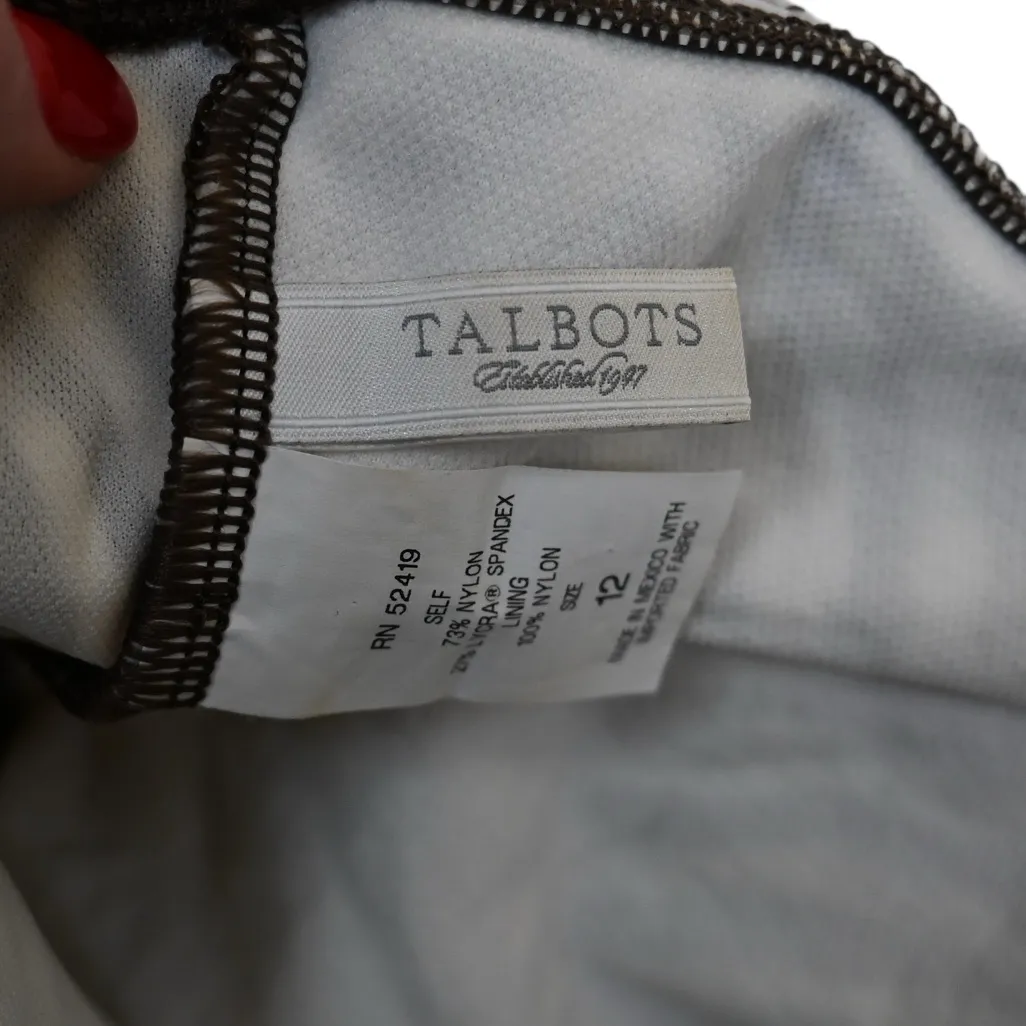 TALBOTS
Established 1947
RN 52419
SELF
73% NYLON
27% LYCRA® SPANDEX
LINING
100% NYLON
SIZE
12
MADE IN MEXICO WITH
IMPORTED FABRIC